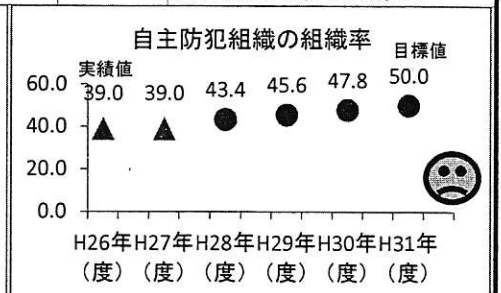 自主防犯組織の組織率
実績値
目標値
39.0 39.0 43.4 45.6 47.8 50.0
60.0
40.0
20.0
0.0
H26年 H27年 H28年 H29年 H30年 H31年
（度） （度） （度） （度） （度） （度）